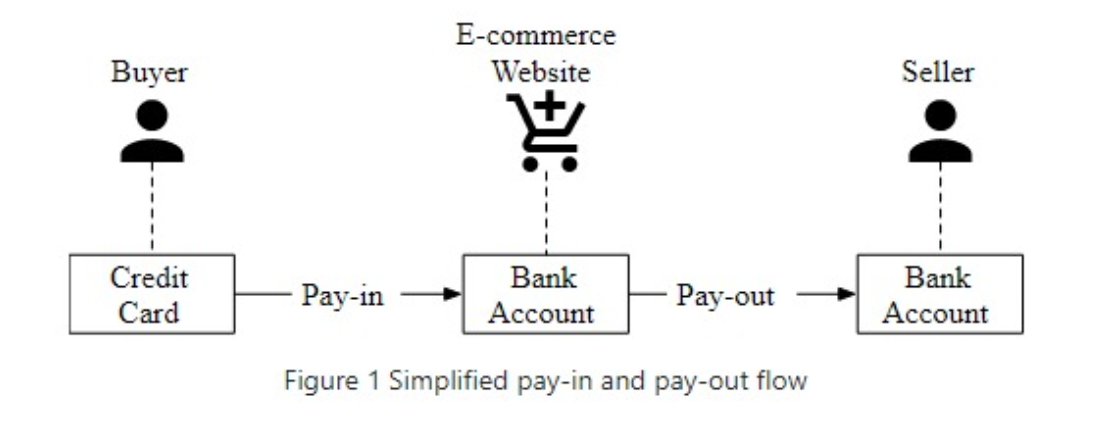 E-commerce
Buyer
Website
Seller
Credit
Card
Pay-in
Bank
Account
Pay-out
Bank
Account
Figure 1 Simplified pay-in and pay-out flow